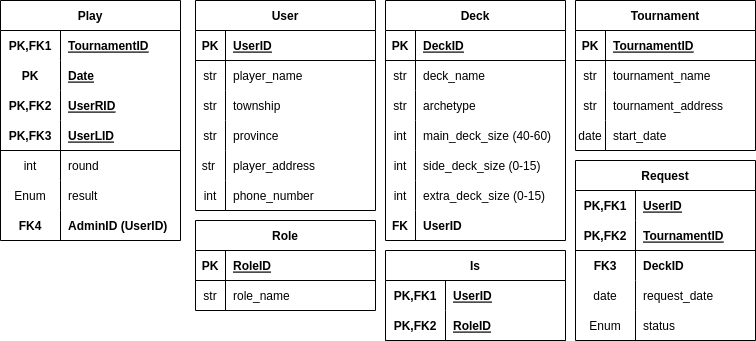 Play
PK,FK1 TournamentID
PK Date
PK,FK2 UserRID
PK,FK3 UserLID
int round
Enum result
FK4 AdminID (UserID)
User
PK UserID
str player_name
str township
str province
str player_address
int phone_number
Role
PK RoleID
str role_name
Deck
PK DeckID
str deck_name
str archetype
int main_deck_size (40-60)
int side_deck_size (0-15)
int extra_deck_size (0-15)
FK UserID
Is
PK,FK1 UserID
PK,FK2 RoleID
Tournament
PK TournamentID
str tournament_name
str tournament_address
date start_date
Request
PK,FK1 UserID
PK,FK2 TournamentID
FK3 DeckID
date request_date
Enum status